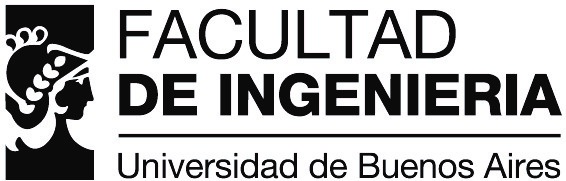 FACULTAD
DE INGENIERIA
Universidad de Buenos Aires